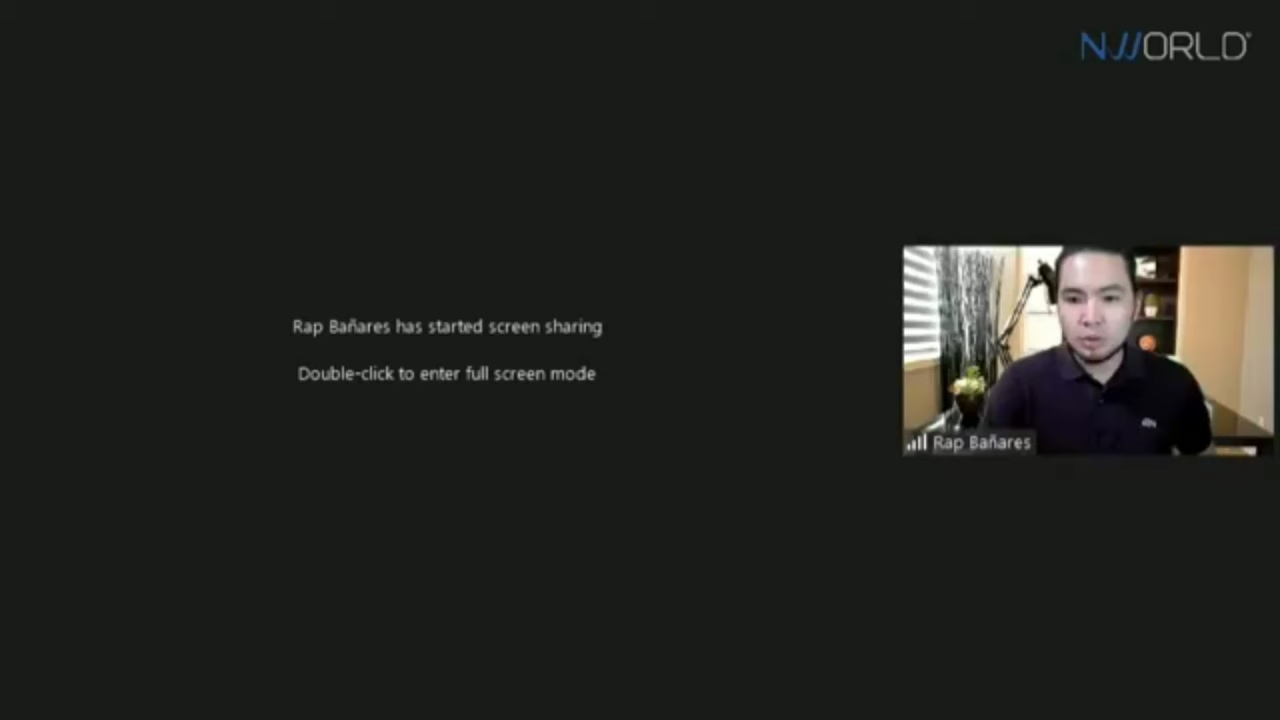 NWORLD
Rap Bañares has started screen sharing
Double-click to enter full screen mode
Rap Bañares